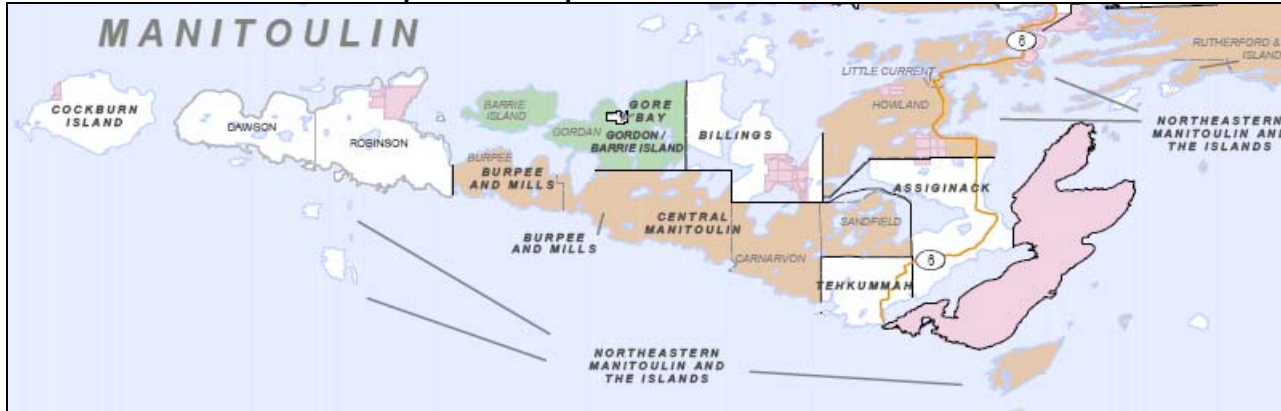 MANITOULIN
6
RUTHERFORD &
ISLAND
LITTLE CURRENT
HOWLAND
COCKBURN
ISLAND
DAWSON
ROBINSON
BARRIE
ISLAND
GORE
BAY
GORDAN
GORDON /
BARRIE ISLAND
BILLINGS
NORTHEASTERN
MANITOULIN AND
THE ISLANDS
BURPEE
BURPEE
AND MILLS
ASSIGINACK
CENTRAL
MANITOULIN
SANDFIELD
BURPEE
AND MILLS
CARNARVON
6
TEHKUMMAH
NORTHEASTERN
MANITOULIN AND
THE ISLANDS